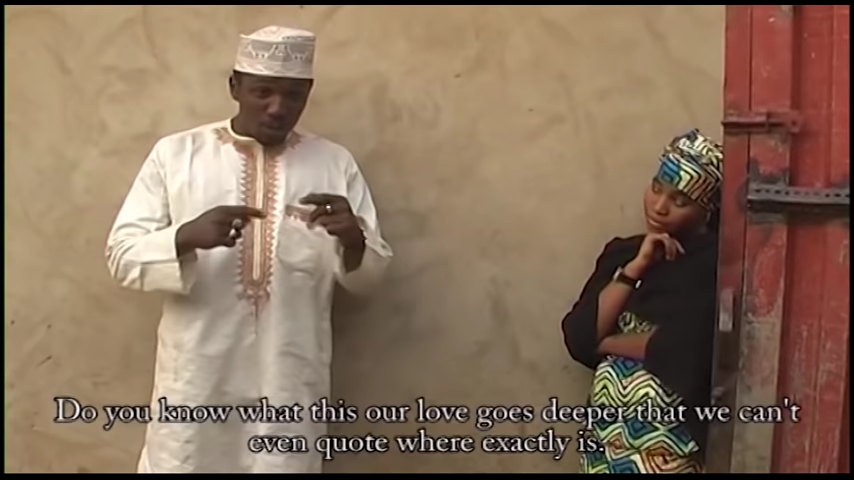 Do you know what this our love goes deeper that we can't
even quote where exactly is.